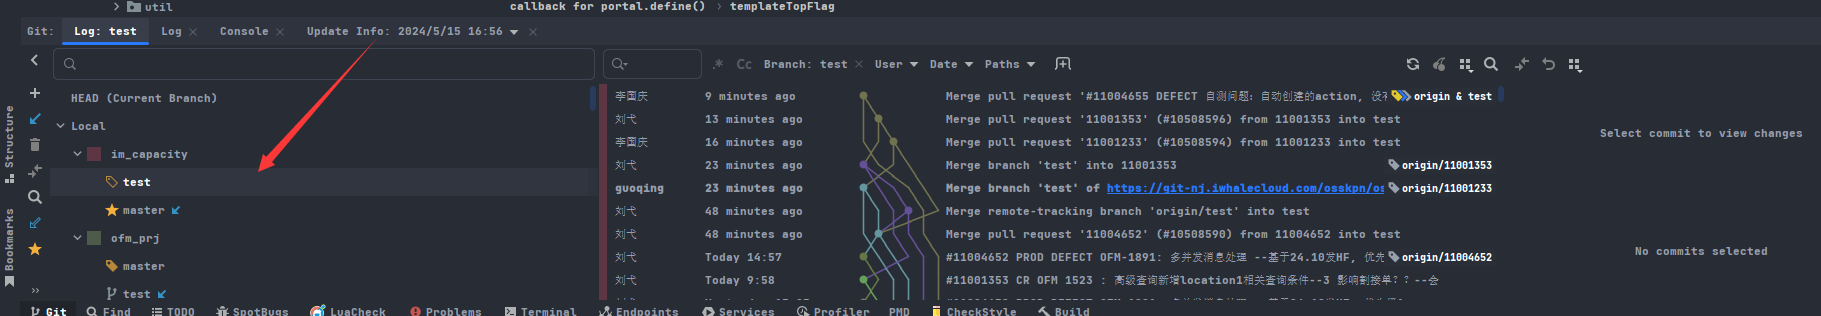 util
callback for portal.define() › templateTopFlag
Git: Log: test Log Console Update Info: 2024/5/15 16:56
Cc Branch: test User Date Paths
HEAD (Current Branch)
Local
im_capacity
test
master
ofm_prj
master
test
李国庆 9 minutes ago Merge pull request '#11004655 DEFECT 自测问题: 自动创建的action, origin & test
刘弋 13 minutes ago Merge pull request '11001353' (#10508596) from 11001353 into test
李国庆 16 minutes ago Merge pull request '11001233' (#10508594) from 11001233 into test
刘弋 23 minutes ago Merge branch 'test' into 11001353 origin/11001353
guoqing 23 minutes ago Merge branch 'test' of https://git-nj.iwhalecloud.com/osskpn/os origin/11001233
刘弋 48 minutes ago Merge remote-tracking branch 'origin/test' into test
刘弋 48 minutes ago Merge pull request '11004652' (#10508590) from 11004652 into test
刘弋 Today 14:57 #11004652 PROD DEFECT OFM-1891: 多并发消息处理 --基于24.10发HF, 优先 origin/11004652
刘弋 Today 9:58 #11001353 CR OFM 1523 : 高级查询新增location1相关查询条件--3 影响割接单??--会
Select commit to view changes
No commits selected
Structure
Bookmarks
Git Find TODO SpotBugs LuaCheck Problems Terminal Endpoints Services Profiler PMD CheckStyle Build